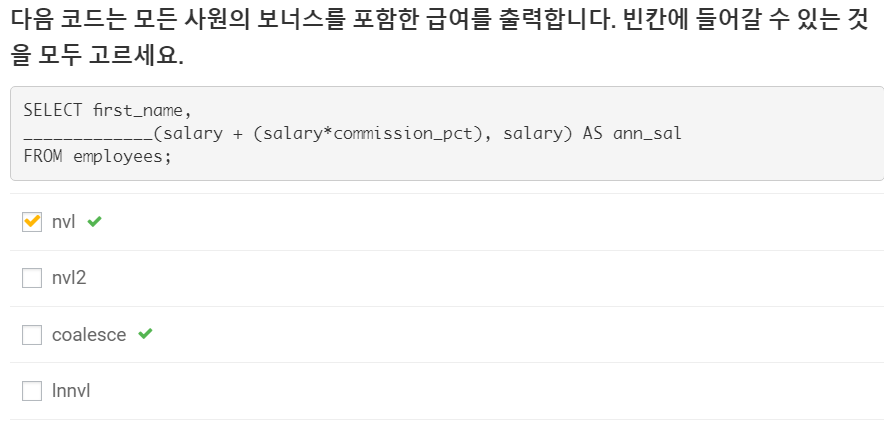 다음 코드는 모든 사원의 보너스를 포함한 급여를 출력합니다. 빈칸에 들어갈 수 있는 것
을 모두 고르세요.
SELECT first_name,
_____________(salary + (salary*commission_pct), salary) AS ann_sal
FROM employees;
nvl
nvl2
coalesce
lnnvl